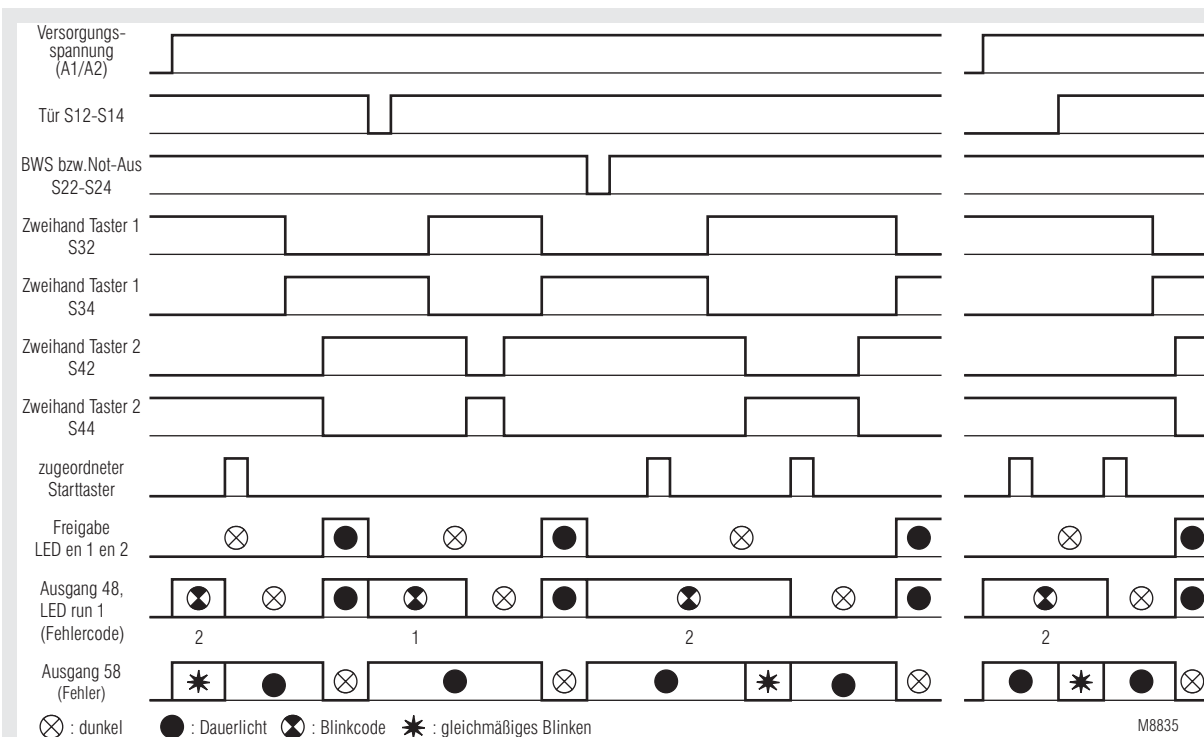 Versorgungs-
spannung
(A1/A2)
Tür S12-S14
BWS bzw.Not-Aus
S22-S24
Zweihand Taster 1
S32
Zweihand Taster 1
S34
Zweihand Taster 2
S42
Zweihand Taster 2
S44
zugeordneter
Starttaster
Freigabe
LED en 1 en 2
Ausgang 48,
LED run 1
(Fehlercode)
2 1 2 2
Ausgang 58
(Fehler)
: dunkel : Dauerlicht : Blinkcode : gleichmäßiges Blinken
M8835